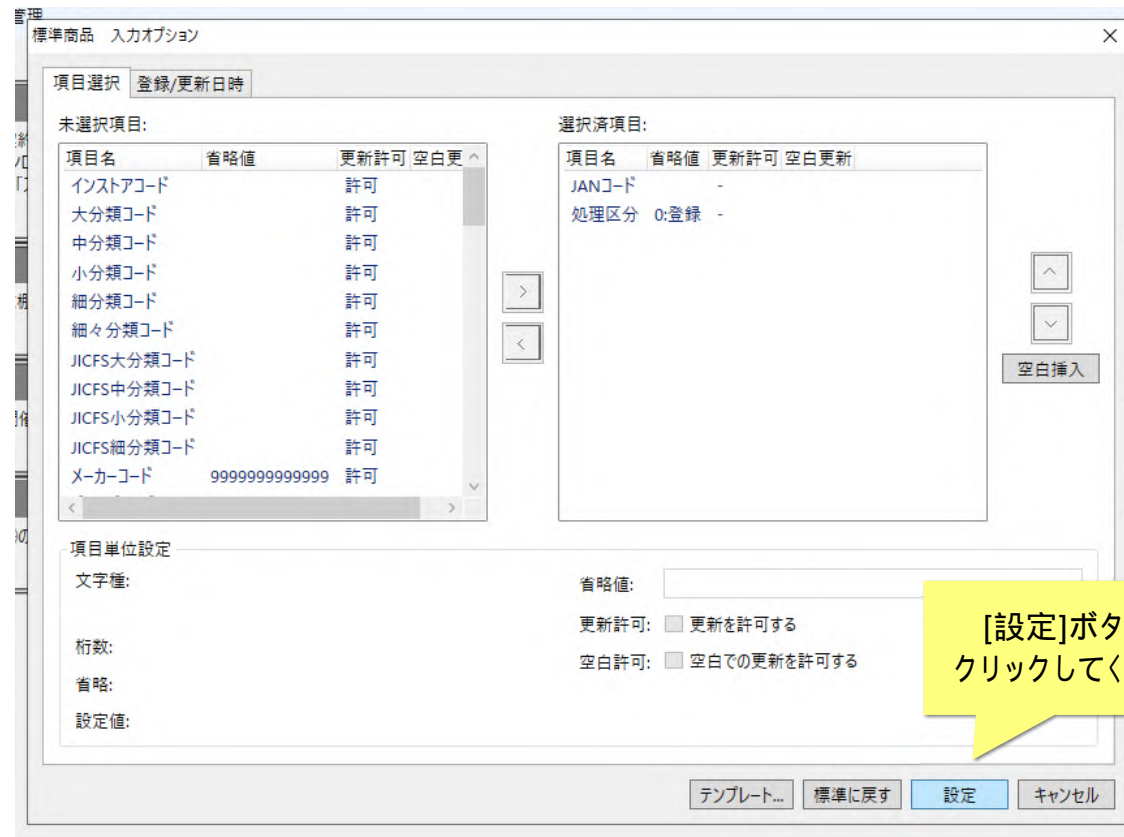 管理
標準商品 入力オプション
項目選択 登録/更新日時
未選択項目:
項目名 省略値 更新許可 空白更
インストアコード 許可
大分類コード 許可
中分類コード 許可
小分類コード 許可
細分類コード 許可
細々分類コード 許可
JICFS大分類コード 許可
JICFS中分類コード 許可
JICFS小分類コード 許可
JICFS細分類コード 許可
メーカーコード 9999999999999 許可
選択済項目:
項目名 省略値 更新許可 空白更新
JANコード -
処理区分 0:登録 -
空白挿入
項目単位設定
文字種:
桁数:
省略:
設定値:
省略値:
更新許可: 更新を許可する
空白許可: 空白での更新を許可する
[設定]ボタ
クリックしてく
テンプレート... 標準に戻す 設定 キャンセル